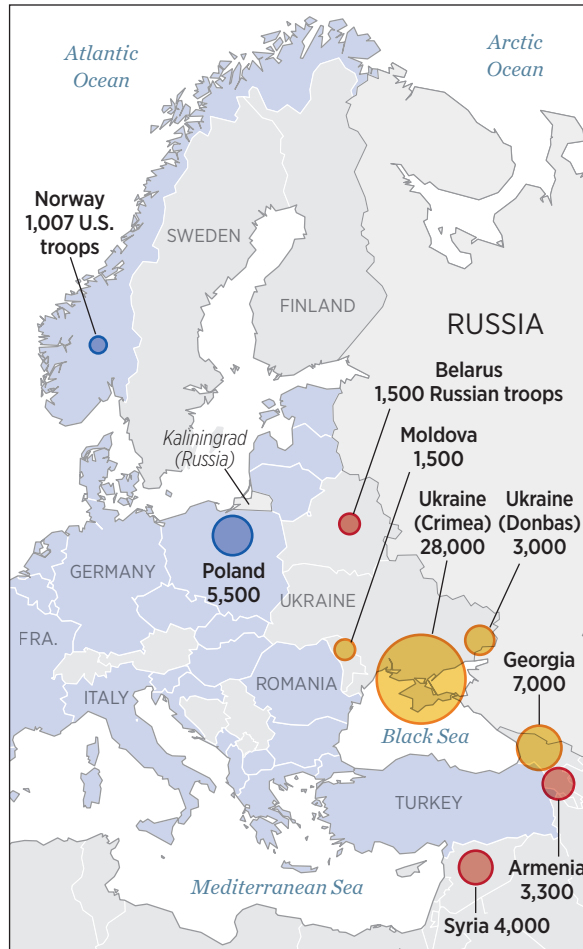 Atlantic
Ocean
Arctic
Ocean
Norway
1,007 U.S.
troops
SWEDEN
FINLAND
RUSSIA
Belarus
1,500 Russian troops
Kaliningrad
(Russia)
Moldova
1,500
Ukraine
(Crimea)
28,000
Ukraine
(Donbas)
3,000
GERMANY
Poland
5,500
UKRAINE
FRA.
Georgia
7,000
ITALY
ROMANIA
Black Sea
TURKEY
Mediterranean Sea
Armenia
3,300
Syria 4,000